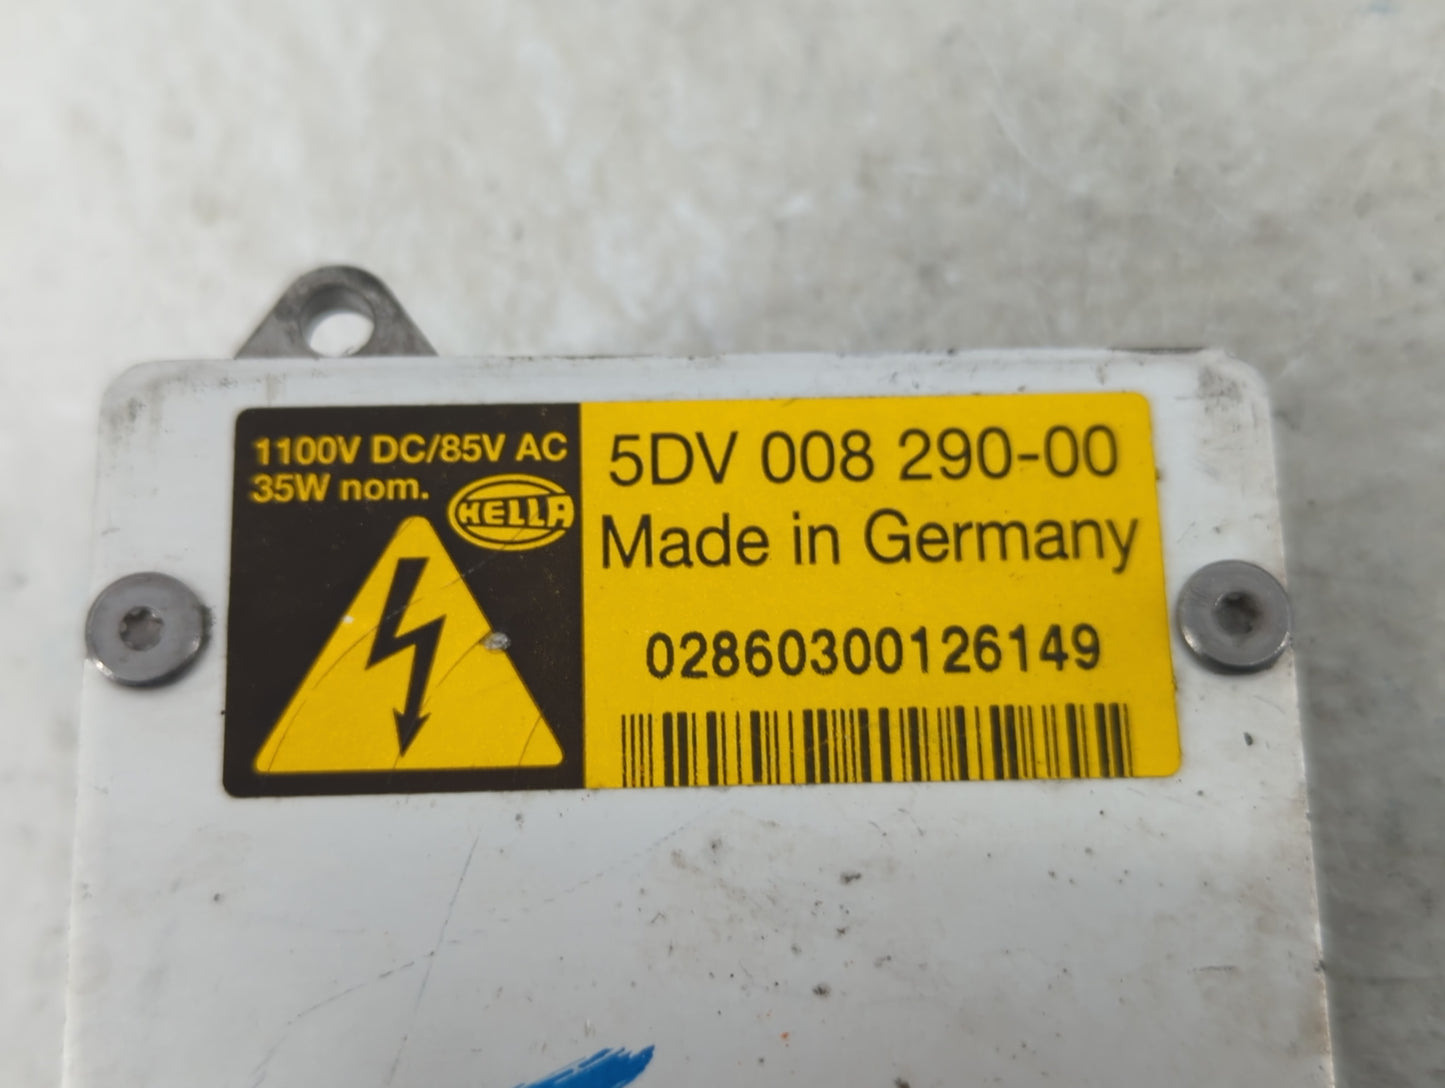 1100V DC/85V AC
35W nom.
HELLA
5DV 008 290-00
Made in Germany
02860300126149